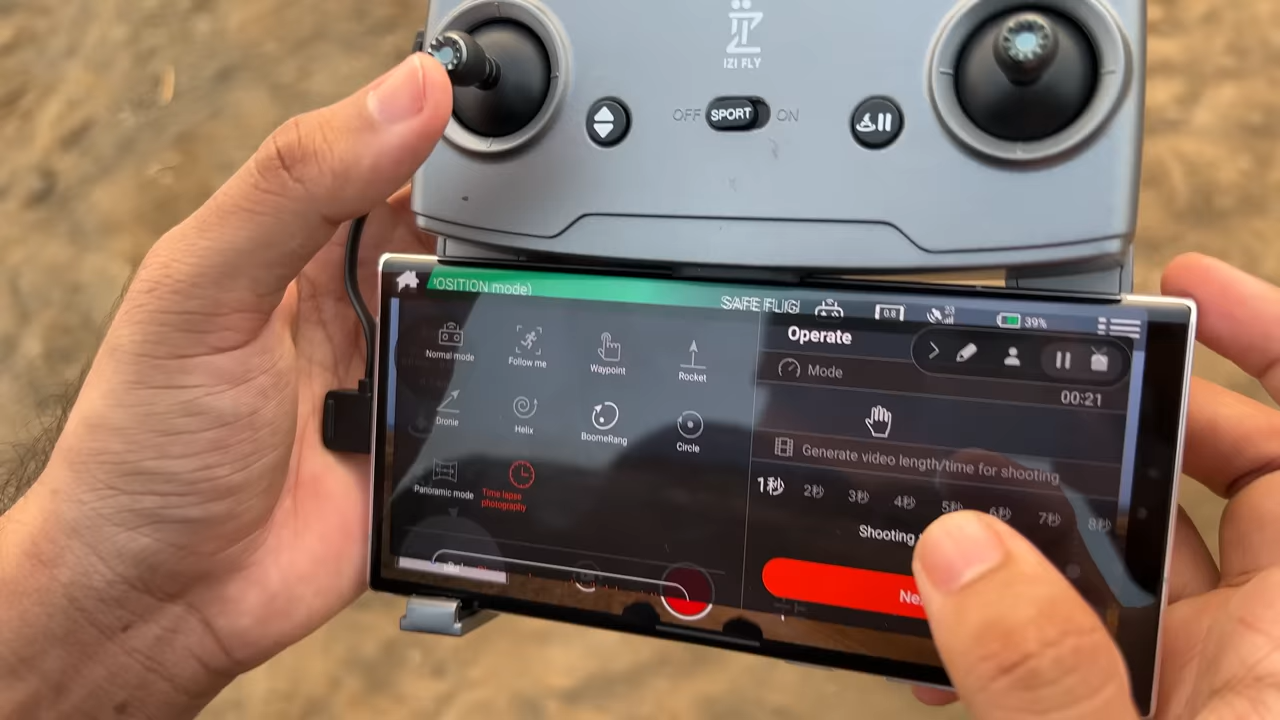 IZI FLY
OFF SPORT ON
OSITION mode)
SAFE FLIG
0.8
23
39%
Normal mode
Follow me
Waypoint
Rocket
Operate
Mode
00:21
Dronie
Helix
BoomeRang
Circle
Generate video length/time for shooting
Panoramic mode
Time lapse
photography
1秒 2秒 3秒 4秒 5秒 6秒 7秒 8秒
Shooting